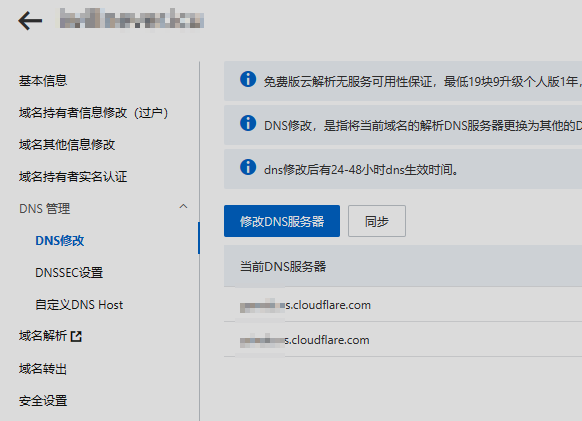 基本信息
域名持有者信息修改（过户）
域名其他信息修改
域名持有者实名认证
DNS 管理
DNS修改
DNSSEC设置
自定义DNS Host
域名解析
域名转出
安全设置
免费版云解析无服务可用性保证，最低19块9升级个人版1年，
DNS修改，是指将当前域名的解析DNS服务器更换为其他的D
dns修改后有24-48小时dns生效时间。
修改DNS服务器
同步
当前DNS服务器
s.cloudflare.com
s.cloudflare.com